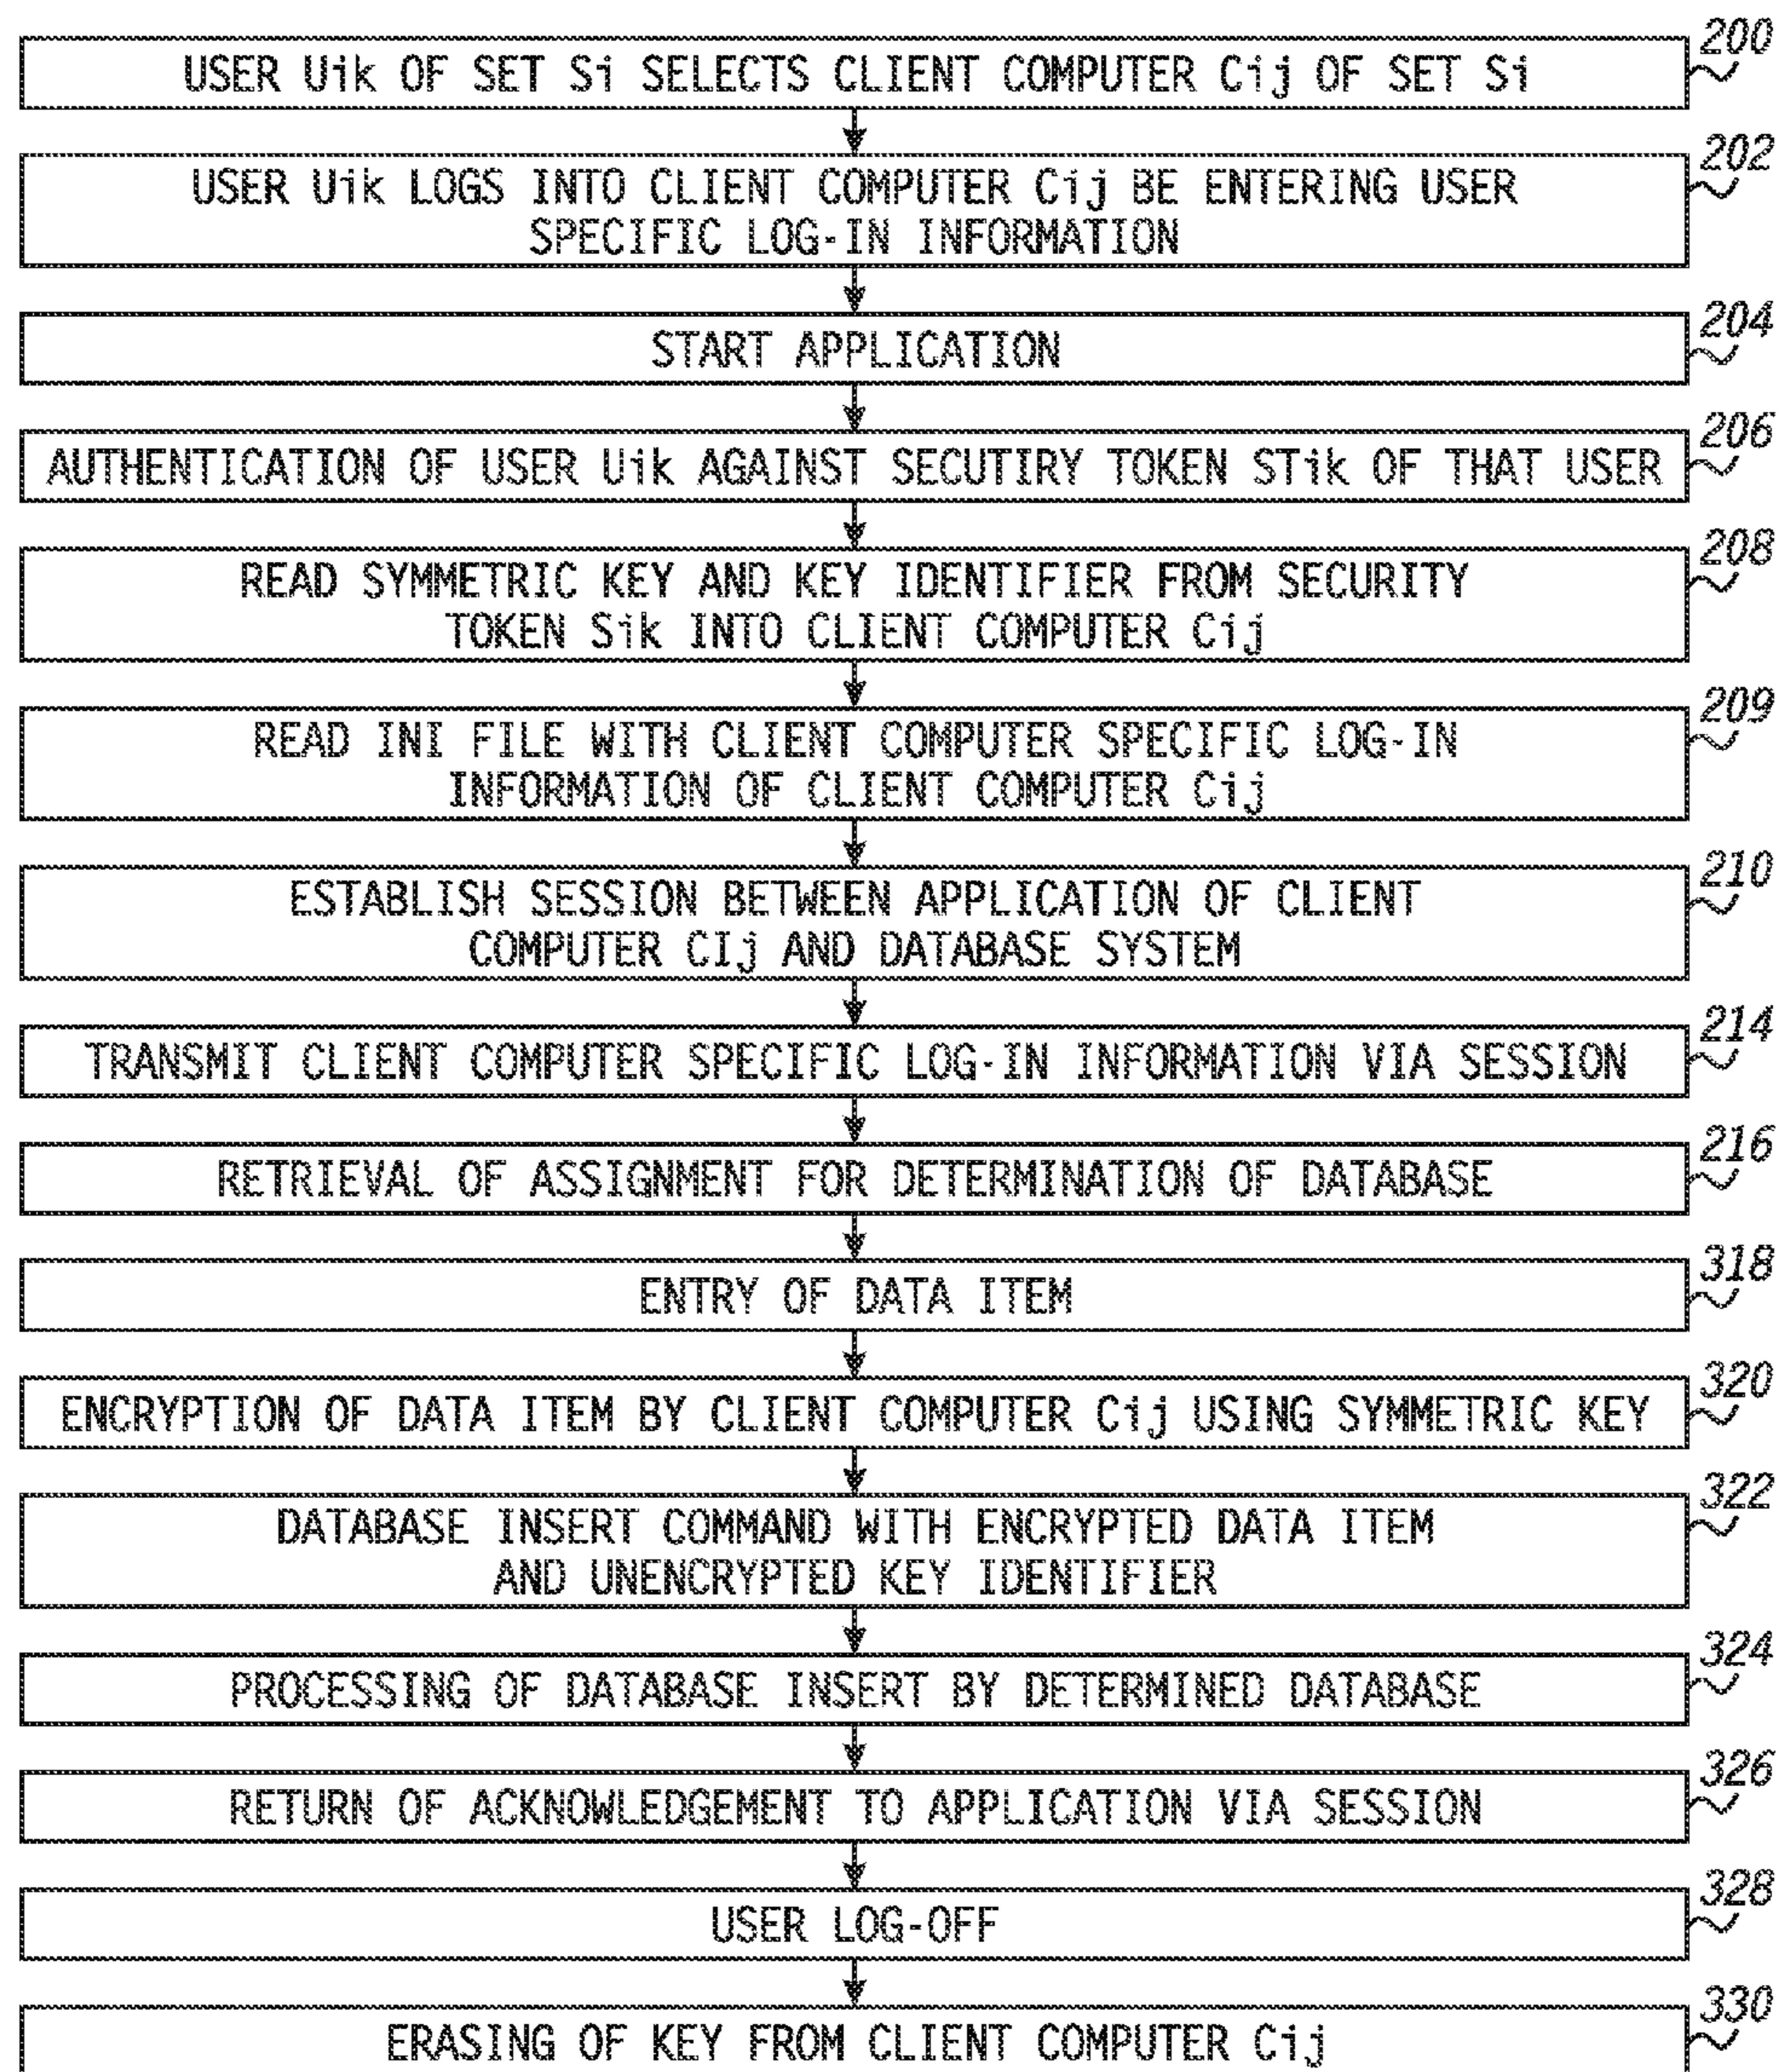 200
USER Uik OF SET Si SELECTS CLIENT COMPUTER Cij OF SET Si
202
USER Uik LOGS INTO CLIENT COMPUTER Cij BE ENTERING USER
SPECIFIC LOG-IN INFORMATION
204
START APPLICATION
206
AUTHENTICATION OF USER Uik AGAINST SECUTIRY TOKEN STik OF THAT USER
208
READ SYMMETRIC KEY AND KEY IDENTIFIER FROM SECURITY
TOKEN Sik INTO CLIENT COMPUTER Cij
209
READ INI FILE WITH CLIENT COMPUTER SPECIFIC LOG-IN
INFORMATION OF CLIENT COMPUTER Cij
210
ESTABLISH SESSION BETWEEN APPLICATION OF CLIENT
COMPUTER CIj AND DATABASE SYSTEM
214
TRANSMIT CLIENT COMPUTER SPECIFIC LOG-IN INFORMATION VIA SESSION
216
RETRIEVAL OF ASSIGNMENT FOR DETERMINATION OF DATABASE
318
ENTRY OF DATA ITEM
320
ENCRYPTION OF DATA ITEM BY CLIENT COMPUTER Cij USING SYMMETRIC KEY
322
DATABASE INSERT COMMAND WITH ENCRYPTED DATA ITEM
AND UNENCRYPTED KEY IDENTIFIER
324
PROCESSING OF DATABASE INSERT BY DETERMINED DATABASE
326
RETURN OF ACKNOWLEDGEMENT TO APPLICATION VIA SESSION
328
USER LOG-OFF
330
ERASING OF KEY FROM CLIENT COMPUTER Cij